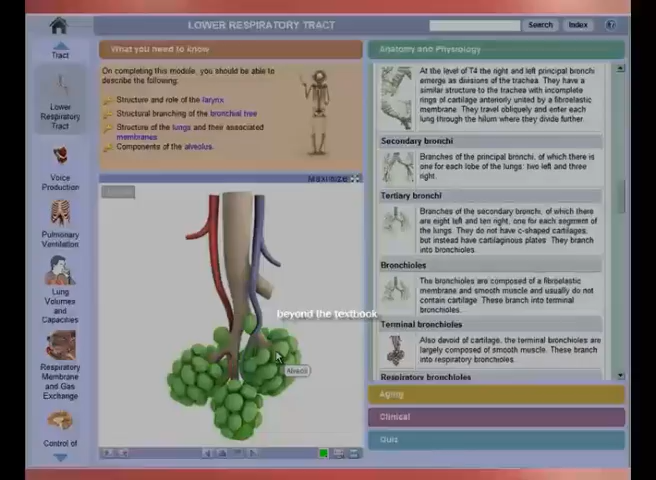 LOWER RESPIRATORY TRACT
Search
Index
Tract
Lower
Respiratory
Tract
Voice
Production
Pulmonary
Ventilation
Lung
Volumes
and
Capacities
Respiratory
Membrane
and Gas
Exchange
Control of
What you need to know
On completing this module, you should be able to
describe the following:
Structure and role of the larynx
Structural branching of the bronchial tree
Structure of the lungs and their associated
membranes.
Components of the alveolus.
Maximize
beyond the textbook
Alveoli
Anatomy and Physiology
At the level of T4 the right and left principal bronchi
emerge as divisions of the trachea. They have a
similar structure to the trachea with incomplete
rings of cartilage anteriorly united by a fibroelastic
membrane. They travel obliquely and enter each
lung through the hilum where they divide further.
Secondary bronchi
Branches of the principal bronchi, of which there is
one for each lobe of the lungs: two left and three
right.
Tertiary bronchi
Branches of the secondary bronchi, of which there
are eight left and ten right, one for each segment of
the lungs. They do not have c-shaped cartilages,
but instead have cartilaginous plates. They branch
into bronchioles.
Bronchioles
The bronchioles are composed of a fibroelastic
membrane and smooth muscle and usually do not
contain cartilage. These branch into terminal
bronchioles.
Terminal bronchioles
Also devoid of cartilage, the terminal bronchioles are
largely composed of smooth muscle. These branch
into respiratory bronchioles.
Respiratory bronchioles
Aging
Clinical
Quiz